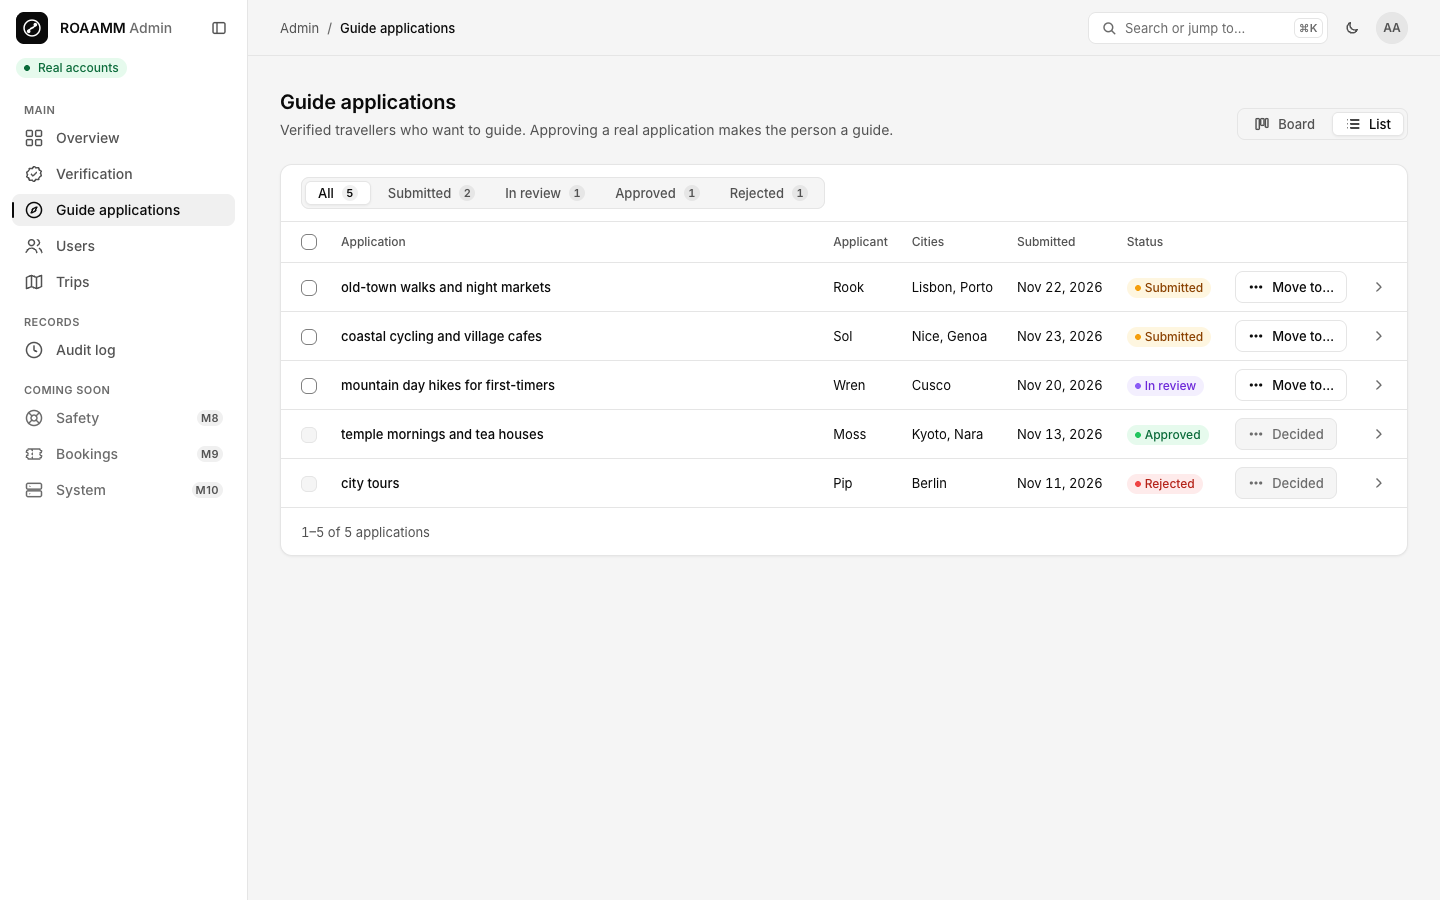 ROAAMM Admin
Real accounts
MAIN
Overview
Verification
Guide applications
Users
Trips
RECORDS
Audit log
COMING SOON
Safety M8
Bookings M9
System M10
Admin / Guide applications
Search or jump to... ⌘K
AA
Guide applications
Verified travellers who want to guide. Approving a real application makes the person a guide.
Board List
All 5 Submitted 2 In review 1 Approved 1 Rejected 1
Application Applicant Cities Submitted Status
old-town walks and night markets Rook Lisbon, Porto Nov 22, 2026 Submitted Move to...
coastal cycling and village cafes Sol Nice, Genoa Nov 23, 2026 Submitted Move to...
mountain day hikes for first-timers Wren Cusco Nov 20, 2026 In review Move to...
temple mornings and tea houses Moss Kyoto, Nara Nov 13, 2026 Approved Decided
city tours Pip Berlin Nov 11, 2026 Rejected Decided
1–5 of 5 applications